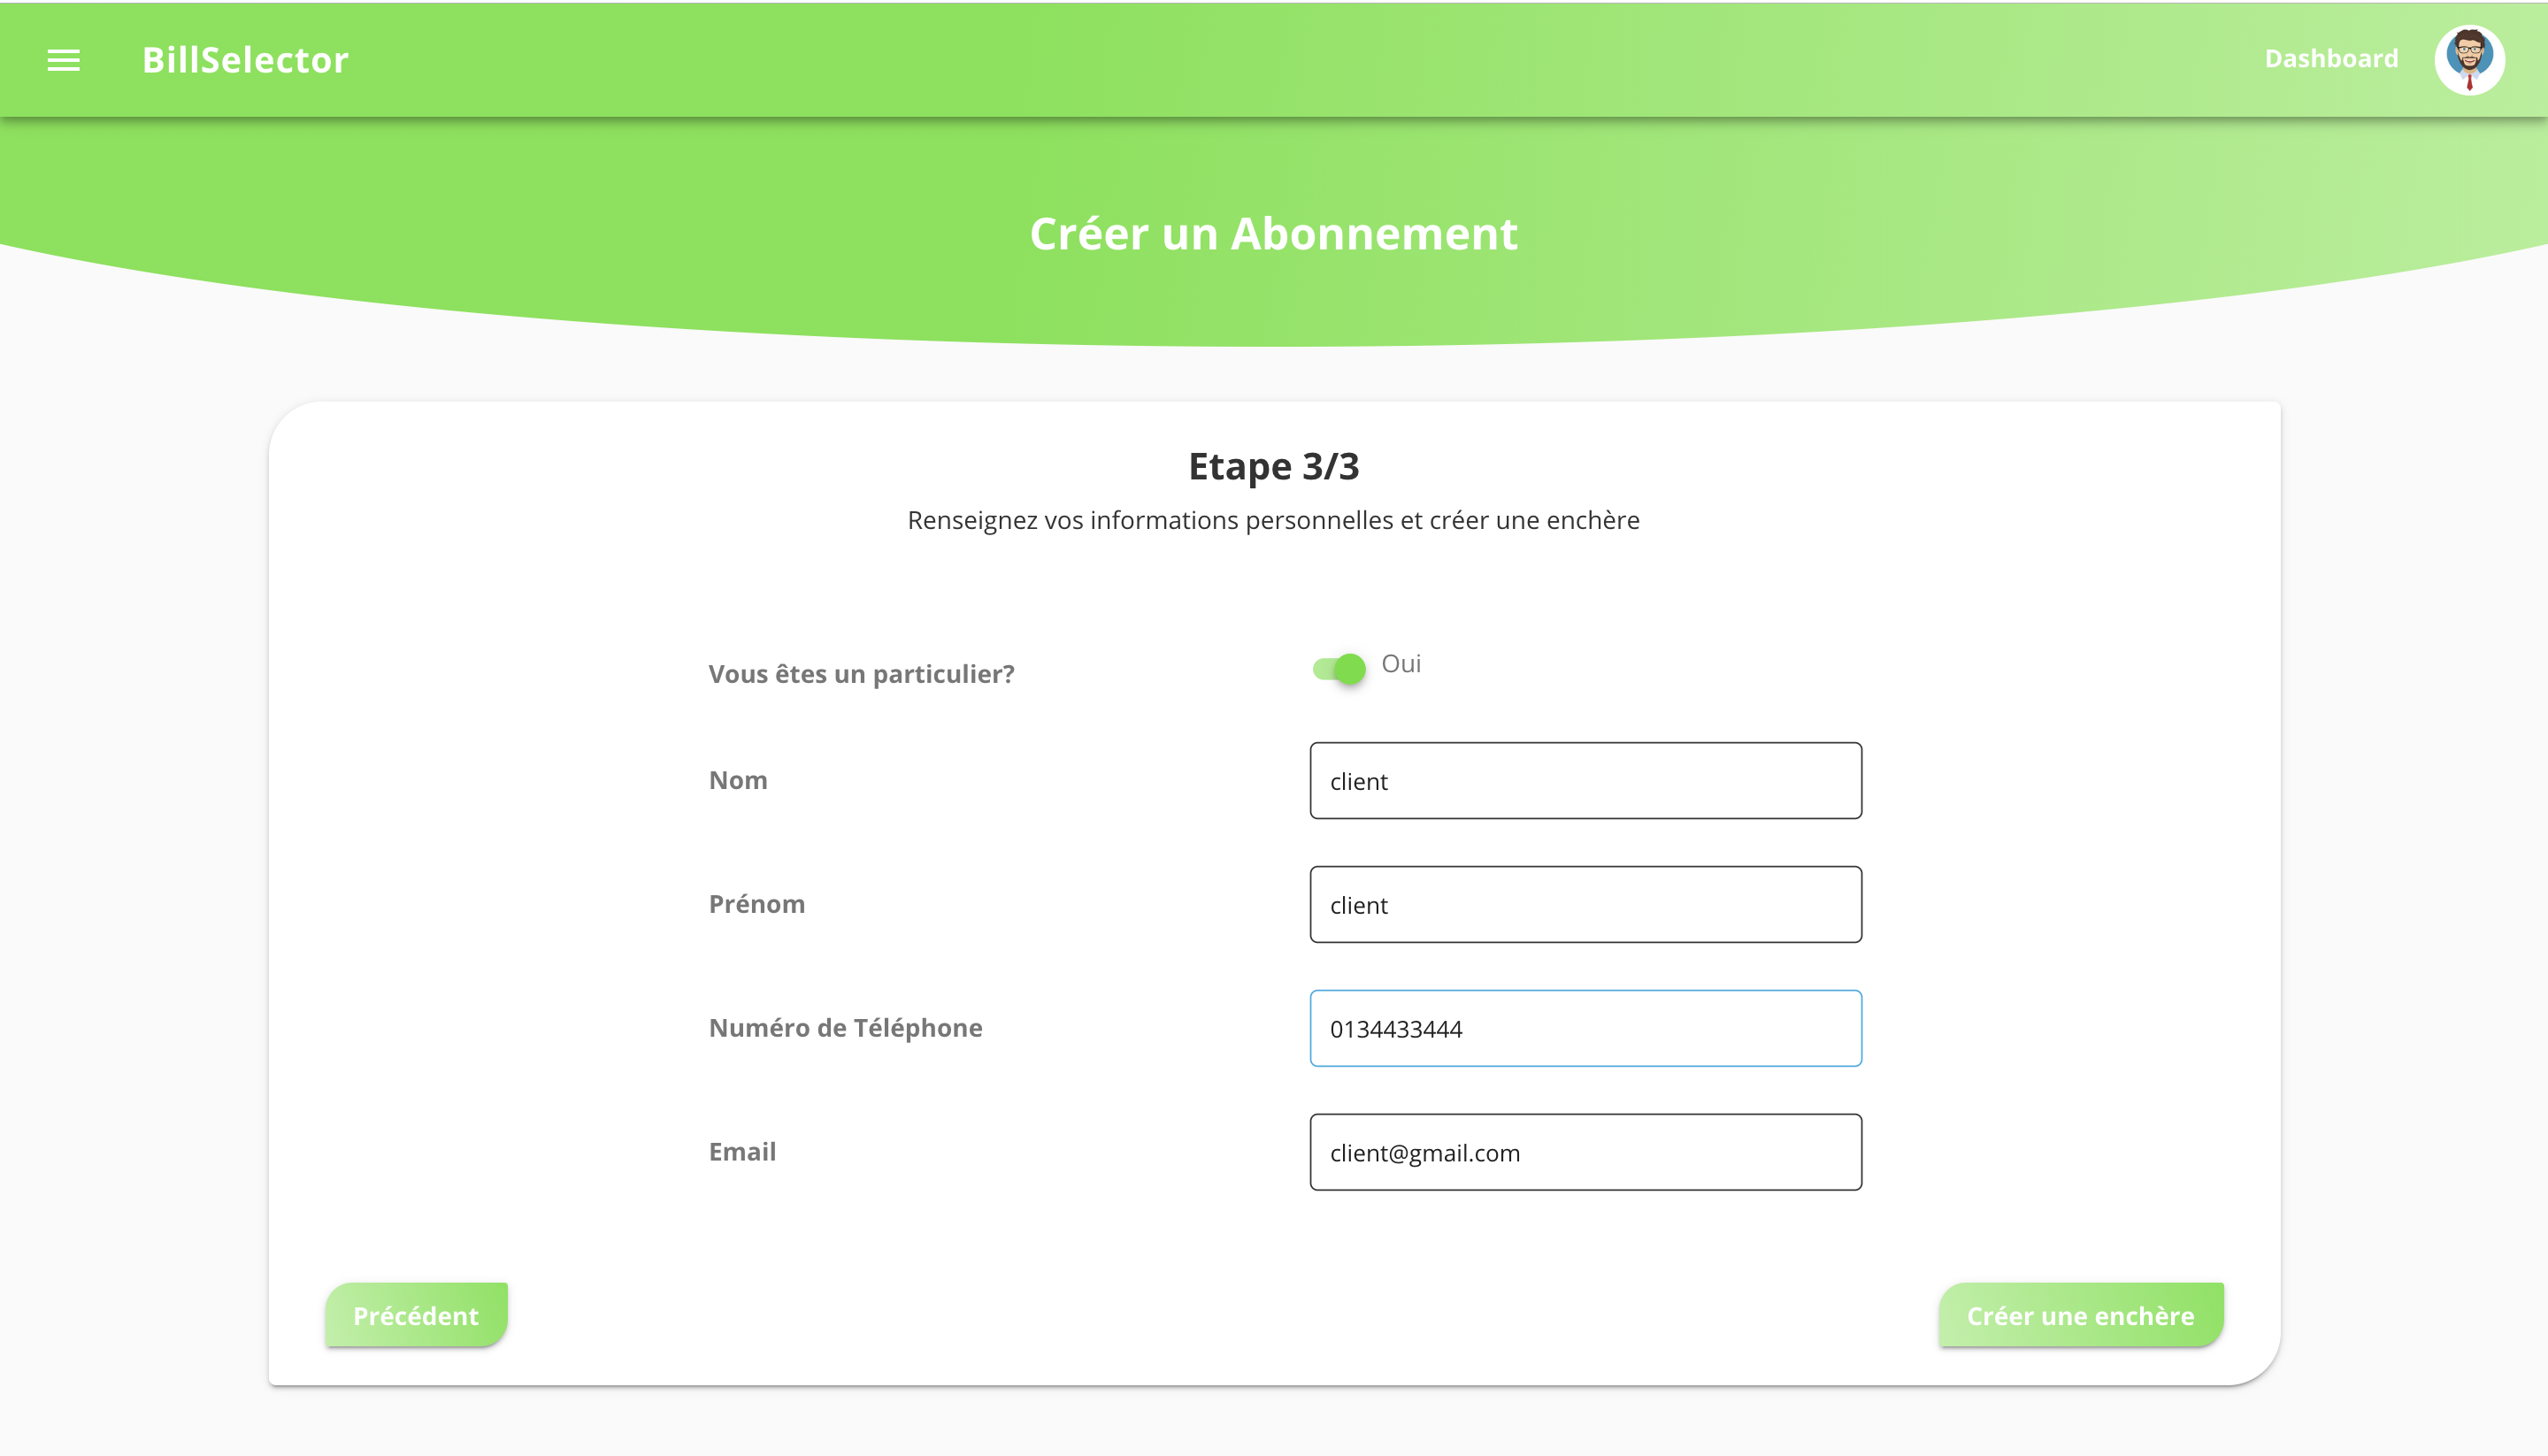 BillSelector
Dashboard
Créer un Abonnement
Etape 3/3
Renseignez vos informations personnelles et créer une enchère
Vous êtes un particulier?
Oui
Nom
client
Prénom
client
Numéro de Téléphone
0134433444
Email
client@gmail.com
Précédent
Créer une enchère